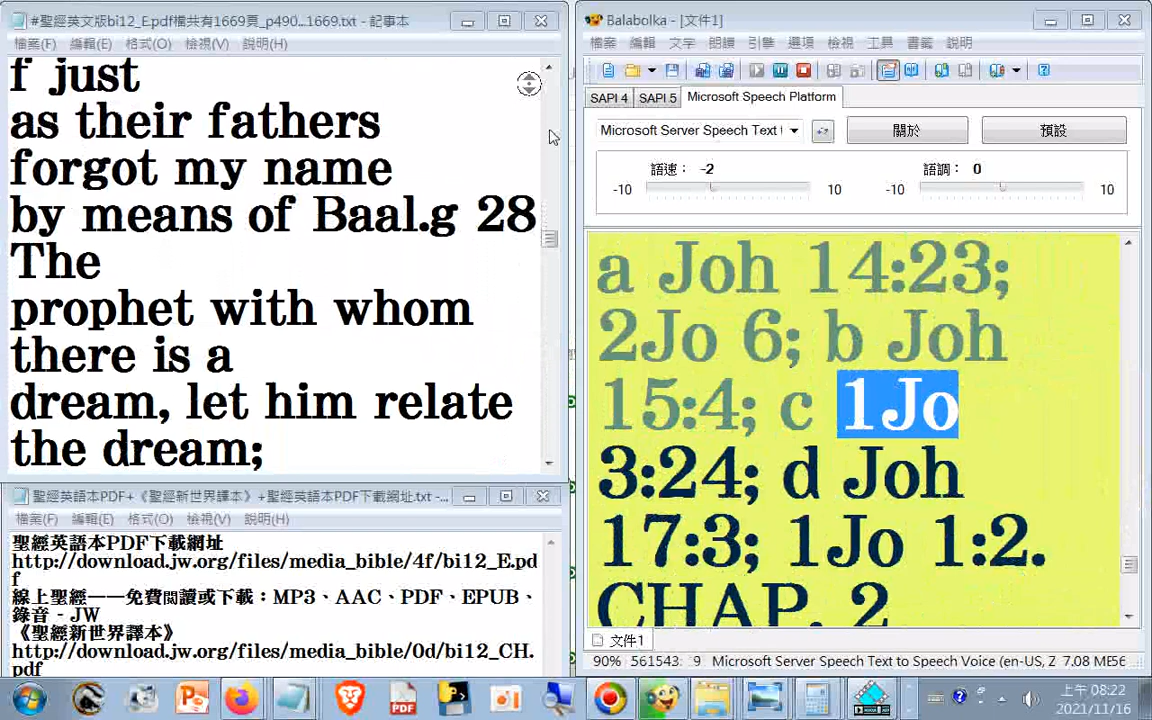 #聖經英文版bi12_E.pdf檔共有1669頁_p490...1669.txt - 記事本
檔案(F) 編輯(E) 格式(O) 檢視(V) 說明(H)
f just
as their fathers
forgot my name
by means of Baal.g 28
The
prophet with whom
there is a
dream, let him relate
the dream;
聖經英語本PDF+《聖經新世界譯本》+聖經英語本PDF下載網址.txt - ...
檔案(F) 編輯(E) 格式(O) 檢視(V) 說明(H)
聖經英語本PDF下載網址
http://download.jw.org/files/media_bible/4f/bi12_E.pd
f
線上聖經——免費閱讀或下載：MP3、AAC、PDF、EPUB、
錄音 - JW
《聖經新世界譯本》
http://download.jw.org/files/media_bible/0d/bi12_CH.
pdf
Balabolka - [文件1]
檔案 編輯 文字 朗讀 引擎 選項 檢視 工具 書籤 說明
SAPI 4 SAPI 5 Microsoft Speech Platform
Microsoft Server Speech Text 關於 預設
語速： -2 語調： 0
-10 10 -10 10
a Joh 14:23;
2Jo 6; b Joh
15:4; c 1Jo
3:24; d Joh
17:3; 1Jo 1:2.
CHAP. 2
文件1
90% 561543: 9 Microsoft Server Speech Text to Speech Voice (en-US, Z 7.08 ME56
PDF
上午 08:22
2021/11/16